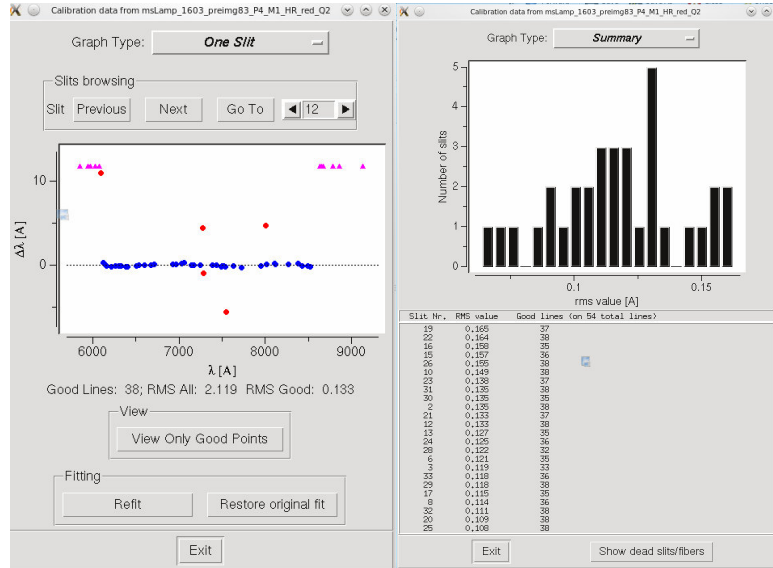 Calibration data from msLamp_1603_preimg83_P4_M1_HR_red_Q2
Graph Type: One Slit
Slits browsing
Slit Previous Next Go To 12
10
0
Δλ [A]
6000 7000 8000 9000
λ [A]
Good Lines: 38; RMS All: 2.119 RMS Good: 0.133
View
View Only Good Points
Fitting
Refit Restore original fit
Exit
Calibration data from msLamp_1603_preimg83_P4_M1_HR_red_Q2
Graph Type: Summary
5
4
3
2
1
0
Number of slits
0.1 0.15
rms value [A]
Slit Nr. RMS value Good lines (on 54 total lines)
19 0.165 37
22 0.164 38
16 0.158 35
15 0.157 36
26 0.155 38
10 0.149 38
23 0.138 37
31 0.135 38
30 0.135 35
2 0.135 38
21 0.133 37
12 0.133 38
13 0.127 35
24 0.125 36
28 0.122 32
6 0.121 35
3 0.119 33
33 0.118 36
29 0.118 38
17 0.115 35
8 0.114 36
32 0.111 38
20 0.109 38
25 0.108 38
Exit Show dead slits/fibers